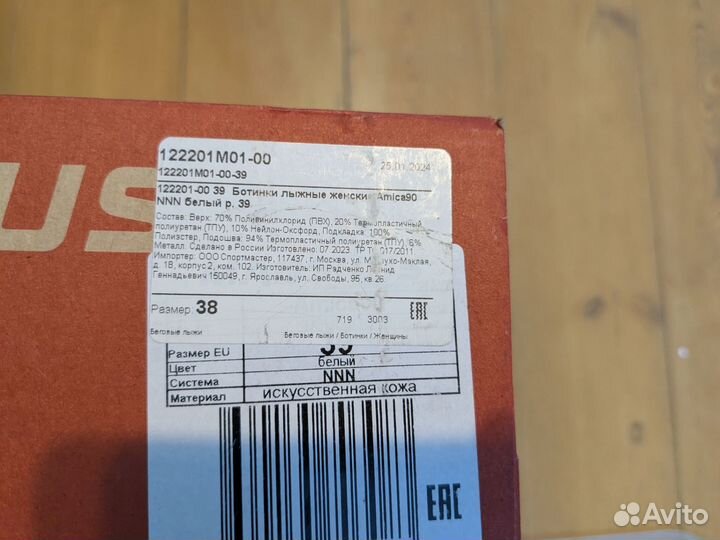 US
122201M01-00
25.01.2024
122201M01-00-39
122201-00 39 Ботинки лыжные женски Amica90
NNN белый р. 39
Состав: Верх: 70% Поливинилхлорид (ПВХ), 20% Термопластичный
полиуретан (ТПУ), 10% Нейлон-Оксфорд, Подкладка: 100%
Полиэстер, Подошва: 94% Термопластичный полиуретан (ТПУ), 6%
Металл. Сделано в России Изготовлено: 07.2023. ТР Т 017/2011
Импортер: ООО Спортмастер, 117437, г. Москва, ул. Миклухо-Маклая,
д. 18, корпус 2, ком. 102. Изготовитель: ИП Радченко Леонид
Геннадьевич 150049, г. Ярославль, ул. Свободы, 95, кв.26.
Размер: 38
EAC
719 3003
Беговые лыжи
Беговые лыжи / Ботинки / Женщины
Размер EU 39
Цвет белый
Система NNN
Материал искусственная кожа
EAC
Avito